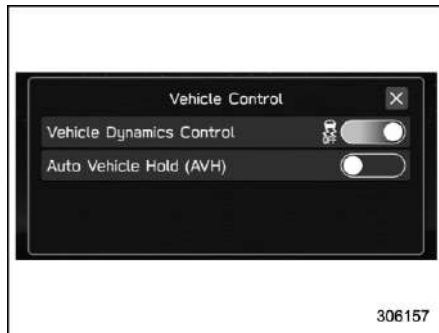 Vehicle Control
Vehicle Dynamics Control
Auto Vehicle Hold (AVH)
306157